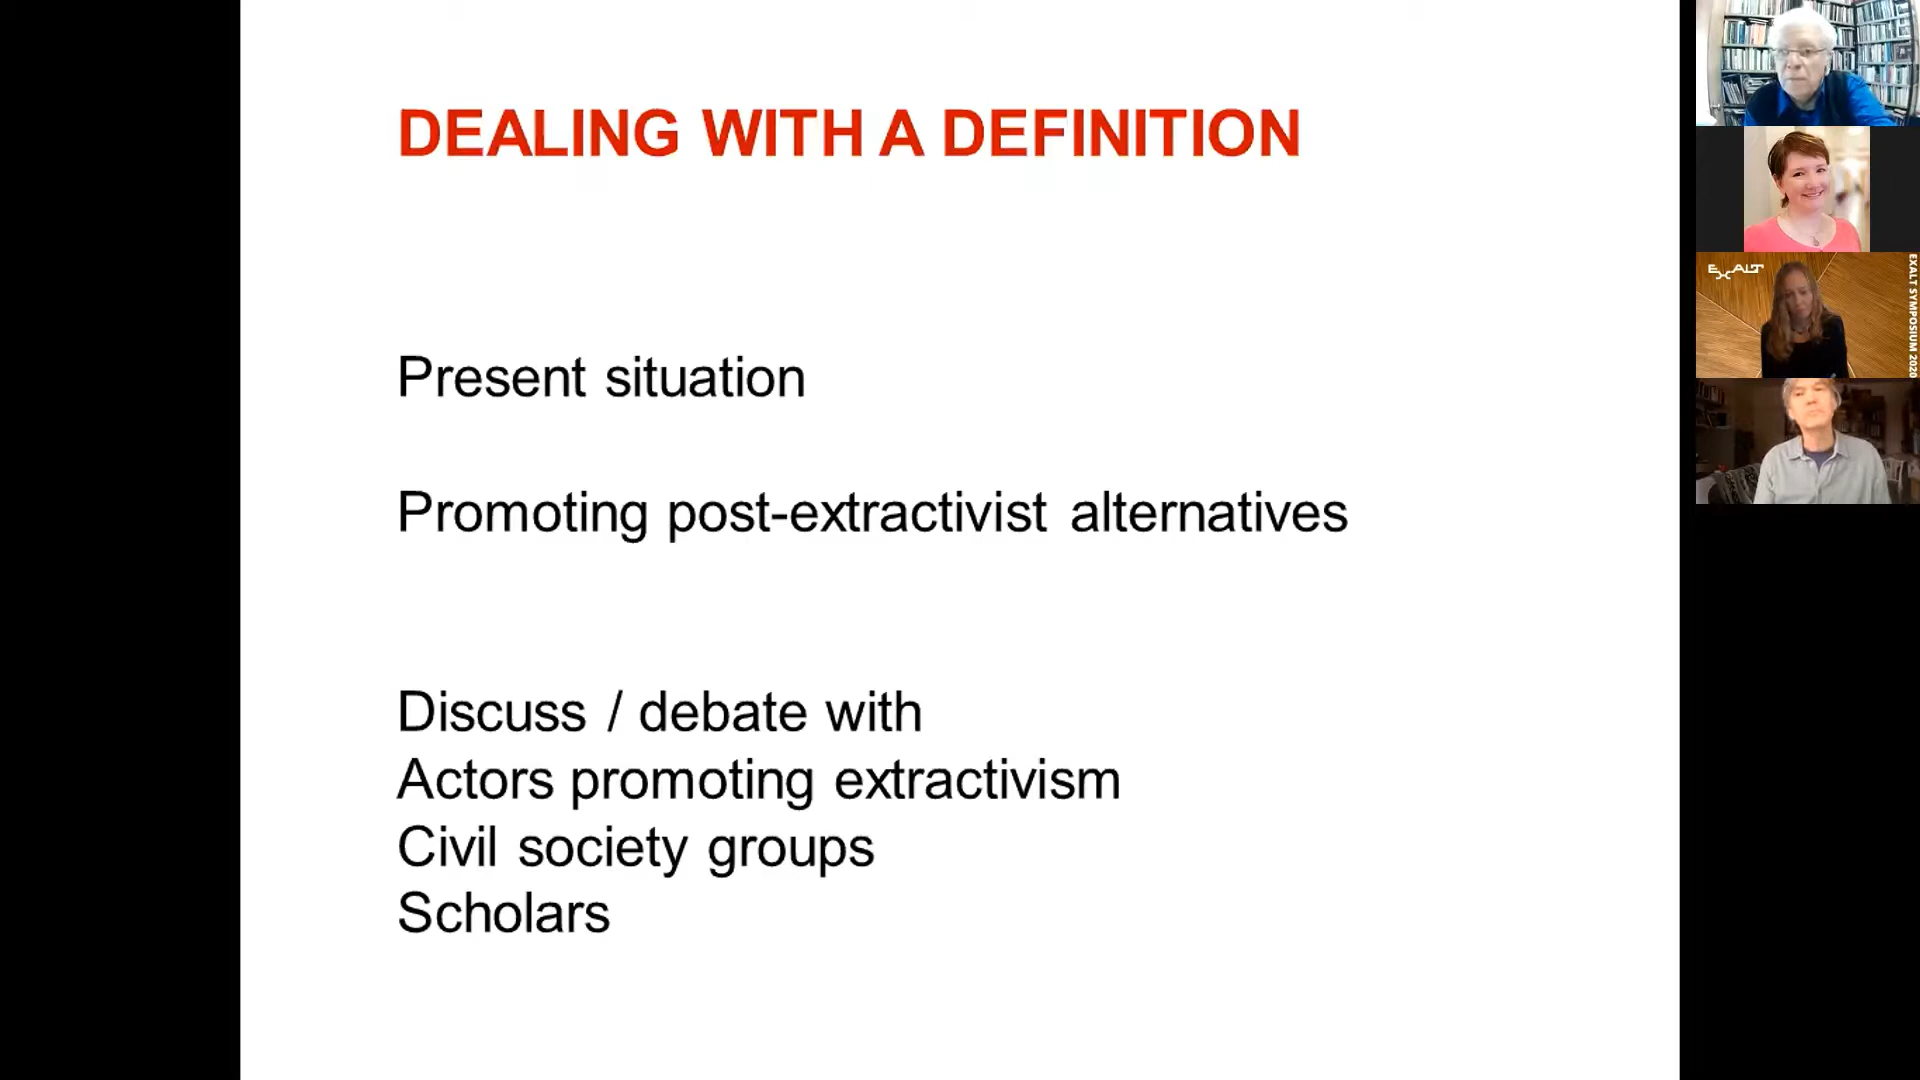 DEALING WITH A DEFINITION
Present situation
Promoting post-extractivist alternatives
Discuss / debate with
Actors promoting extractivism
Civil society groups
Scholars
EXALT
EXALT SYMPOSIUM 2020